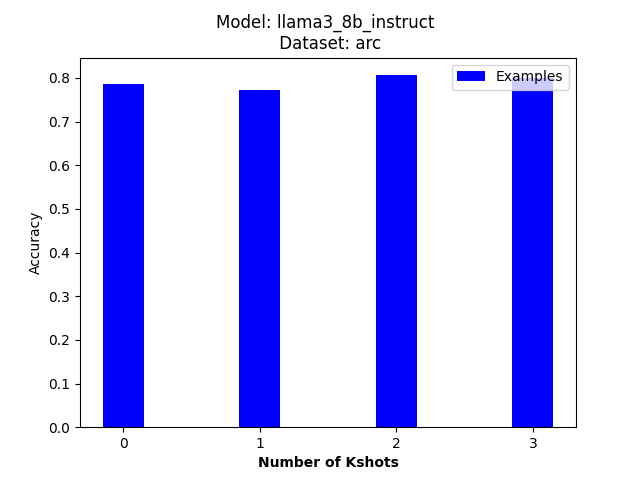 Model: llama3_8b_instruct
Dataset: arc
Examples
Accuracy
0.8
0.7
0.6
0.5
0.4
0.3
0.2
0.1
0.0
0 1 2 3
Number of Kshots